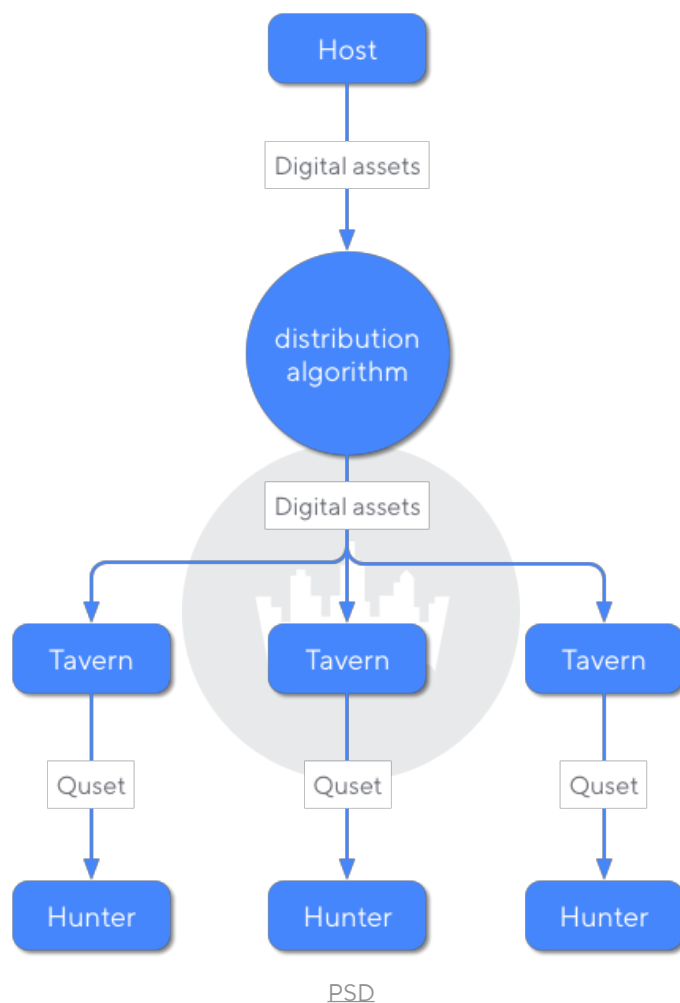 Host
Digital assets
distribution
algorithm
Digital assets
Tavern Tavern Tavern
Quset Quset Quset
Hunter Hunter Hunter
PSD